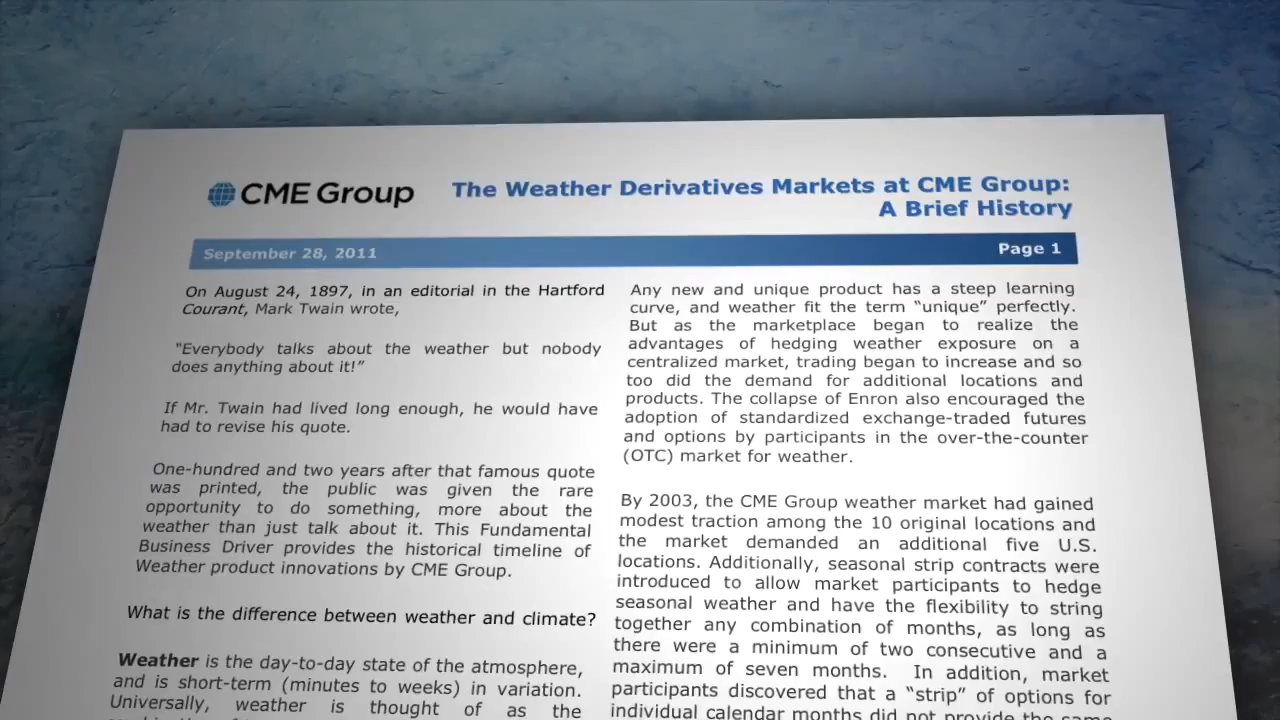 CME Group
The Weather Derivatives Markets at CME Group:
A Brief History
September 28, 2011
Page 1
On August 24, 1897, in an editorial in the Hartford
Courant, Mark Twain wrote,
"Everybody talks about the weather but nobody
does anything about it!"
If Mr. Twain had lived long enough, he would have
had to revise his quote.
One-hundred and two years after that famous quote
was printed, the public was given the rare
opportunity to do something, more about the
weather than just talk about it. This Fundamental
Business Driver provides the historical timeline of
Weather product innovations by CME Group.
What is the difference between weather and climate?
Weather is the day-to-day state of the atmosphere,
and is short-term (minutes to weeks) in variation.
Universally, weather is thought of as the
Any new and unique product has a steep learning
curve, and weather fit the term “unique” perfectly.
But as the marketplace began to realize the
advantages of hedging weather exposure on a
centralized market, trading began to increase and so
too did the demand for additional locations and
products. The collapse of Enron also encouraged the
adoption of standardized exchange-traded futures
and options by participants in the over-the-counter
(OTC) market for weather.
By 2003, the CME Group weather market had gained
modest traction among the 10 original locations and
the market demanded an additional five U.S.
locations. Additionally, seasonal strip contracts were
introduced to allow market participants to hedge
seasonal weather and have the flexibility to string
together any combination of months, as long as
there were a minimum of two consecutive and a
maximum of seven months. In addition, market
participants discovered that a “strip” of options for
individual calendar months did not provide the same